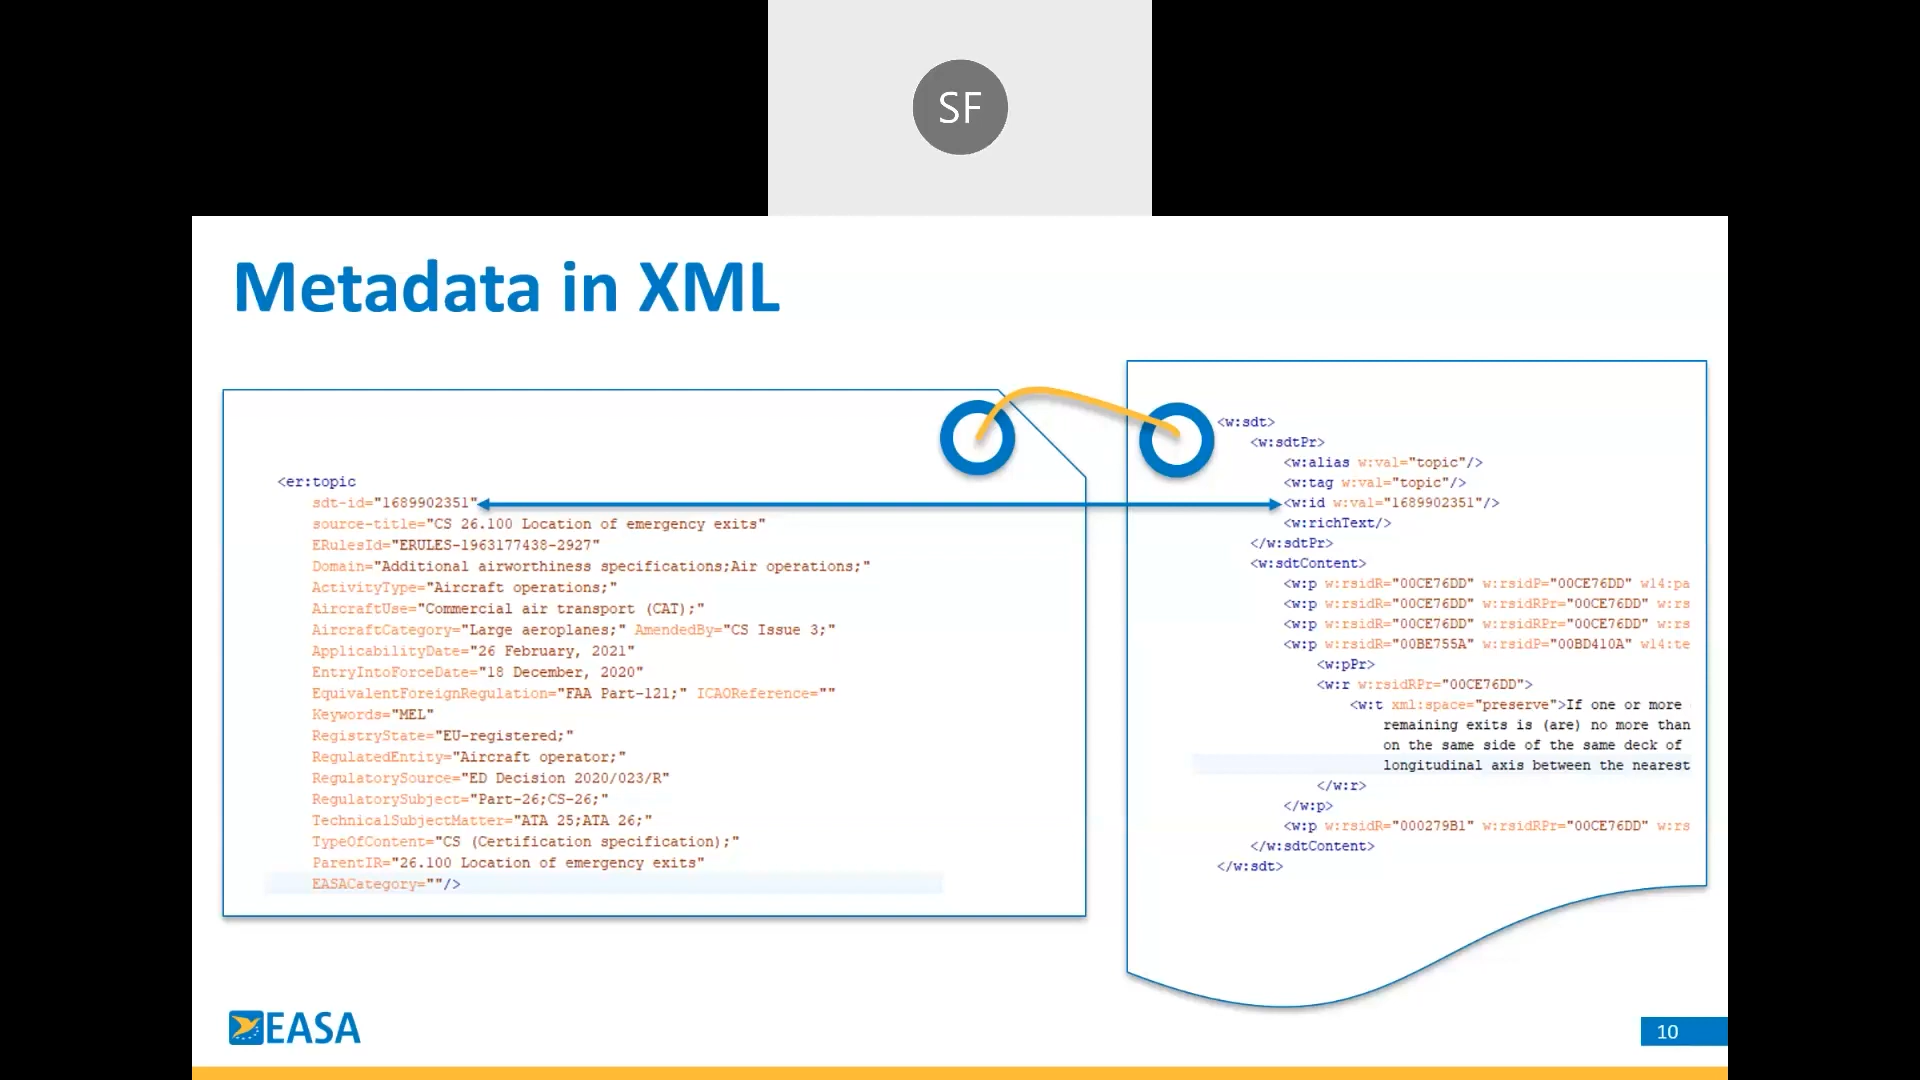 SF
Metadata in XML
<er:topic
sdt-id="1689902351"
source-title="CS 26.100 Location of emergency exits"
ERulesId="ERULES-1963177438-2927"
Domain="Additional airworthiness specifications;Air operations;"
ActivityType="Aircraft operations;"
AircraftUse="Commercial air transport (CAT);"
AircraftCategory="Large aeroplanes;" AmendedBy="CS Issue 3;"
ApplicabilityDate="26 February, 2021"
EntryIntoForceDate="18 December, 2020"
EquivalentForeignRegulation="FAA Part-121;" ICAOReference=""
Keywords="MEL"
RegistryState="EU-registered;"
RegulatedEntity="Aircraft operator;"
RegulatorySource="ED Decision 2020/023/R"
RegulatorySubject="Part-26;CS-26;"
TechnicalSubjectMatter="ATA 25;ATA 26;"
TypeOfContent="CS (Certification specification);"
ParentIR="26.100 Location of emergency exits"
EASACategory=""/>
<w:sdt>
<w:sdtPr>
<w:alias w:val="topic"/>
<w:tag w:val="topic"/>
<w:id w:val="1689902351"/>
<w:richText/>
</w:sdtPr>
<w:sdtContent>
<w:p w:rsidR="00CE76DD" w:rsidP="00CE76DD" w14:pa
<w:p w:rsidR="00CE76DD" w:rsidRPr="00CE76DD" w:rs
<w:p w:rsidR="00CE76DD" w:rsidRPr="00CE76DD" w:rs
<w:p w:rsidR="00BE755A" w:rsidP="00BD410A" w14:te
<w:pPr>
<w:r w:rsidRPr="00CE76DD">
<w:t xml:space="preserve">If one or more
remaining exits is (are) no more than
on the same side of the same deck of
longitudinal axis between the nearest
</w:r>
</w:p>
<w:p w:rsidR="000279B1" w:rsidRPr="00CE76DD" w:rs
</w:sdtContent>
</w:sdt>
EASA
10